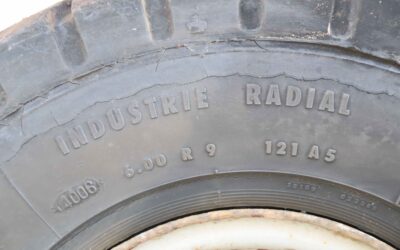 INDUSTRIE RADIAL
6.00 R 9 121 A5